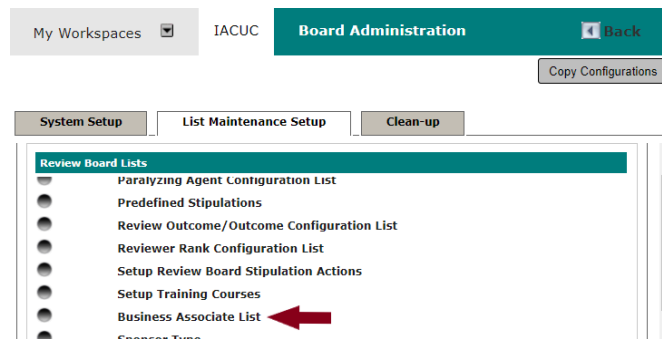 My Workspaces IACUC Board Administration Back
Copy Configurations
System Setup List Maintenance Setup Clean-up
Review Board Lists
Paralyzing Agent Configuration List
Predefined Stipulations
Review Outcome/Outcome Configuration List
Reviewer Rank Configuration List
Setup Review Board Stipulation Actions
Setup Training Courses
Business Associate List
Sponsor Type